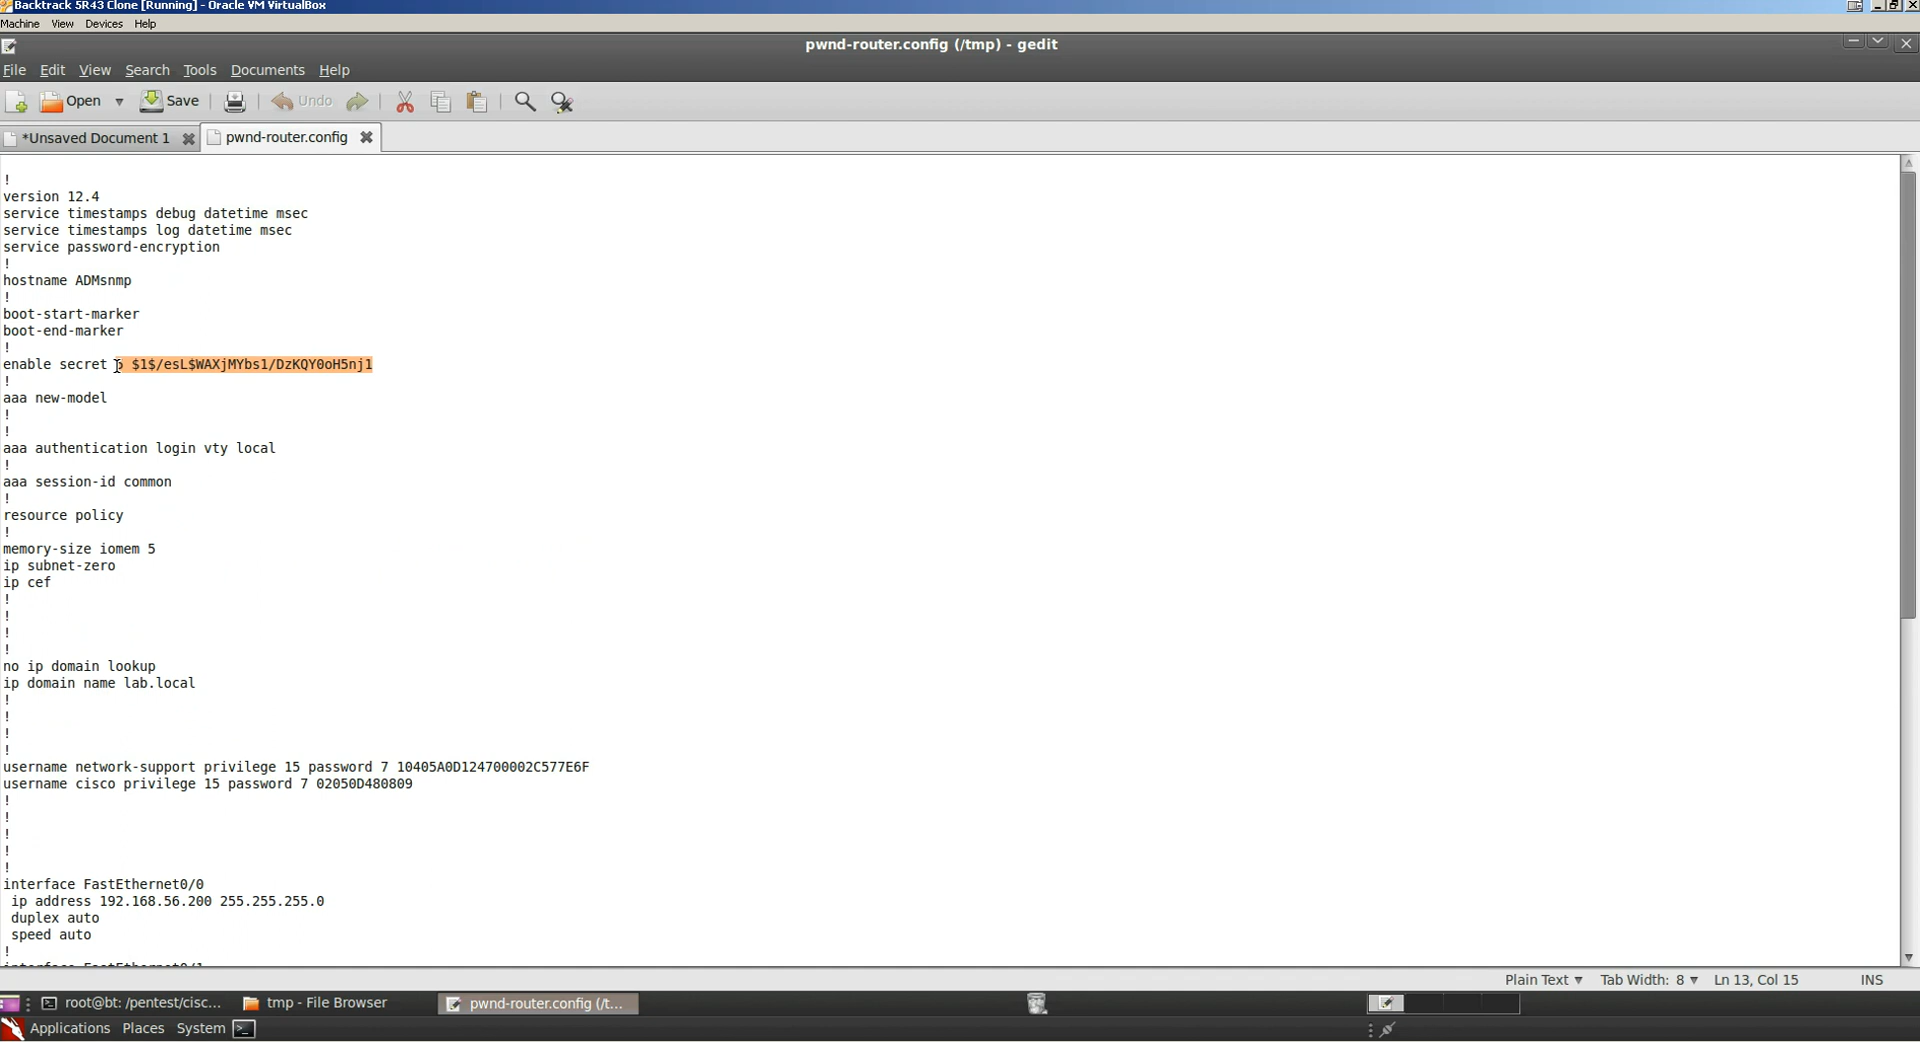 Backtrack 5R43 Clone [Running] - Oracle VM VirtualBox
Machine View Devices Help
pwnd-router.config (/tmp) - gedit
File Edit View Search Tools Documents Help
Open Save Undo
*Unsaved Document 1 pwnd-router.config
!
version 12.4
service timestamps debug datetime msec
service timestamps log datetime msec
service password-encryption
!
hostname ADMsnmp
!
boot-start-marker
boot-end-marker
!
enable secret 5 $1$/esL$WAXjMYbs1/DzKQY0oH5nj1
!
aaa new-model
!
!
aaa authentication login vty local
!
aaa session-id common
!
resource policy
!
memory-size iomem 5
ip subnet-zero
ip cef
!
!
!
!
no ip domain lookup
ip domain name lab.local
!
!
!
!
username network-support privilege 15 password 7 10405A0D124700002C577E6F
username cisco privilege 15 password 7 02050D480809
!
!
!
!
!
interface FastEthernet0/0
ip address 192.168.56.200 255.255.255.0
duplex auto
speed auto
!
interface FastEthernet0/1
Plain Text Tab Width: 8 Ln 13, Col 15 INS
root@bt: /pentest/cisc... tmp - File Browser pwnd-router.config (/t...
Applications Places System